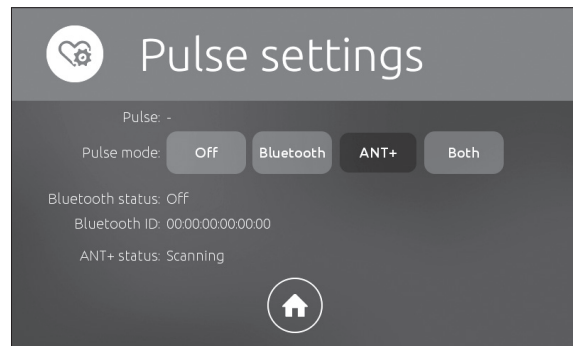 Pulse settings
Pulse: -
Pulse mode: Off Bluetooth ANT+ Both
Bluetooth status: Off
Bluetooth ID: 00:00:00:00:00:00
ANT+ status: Scanning